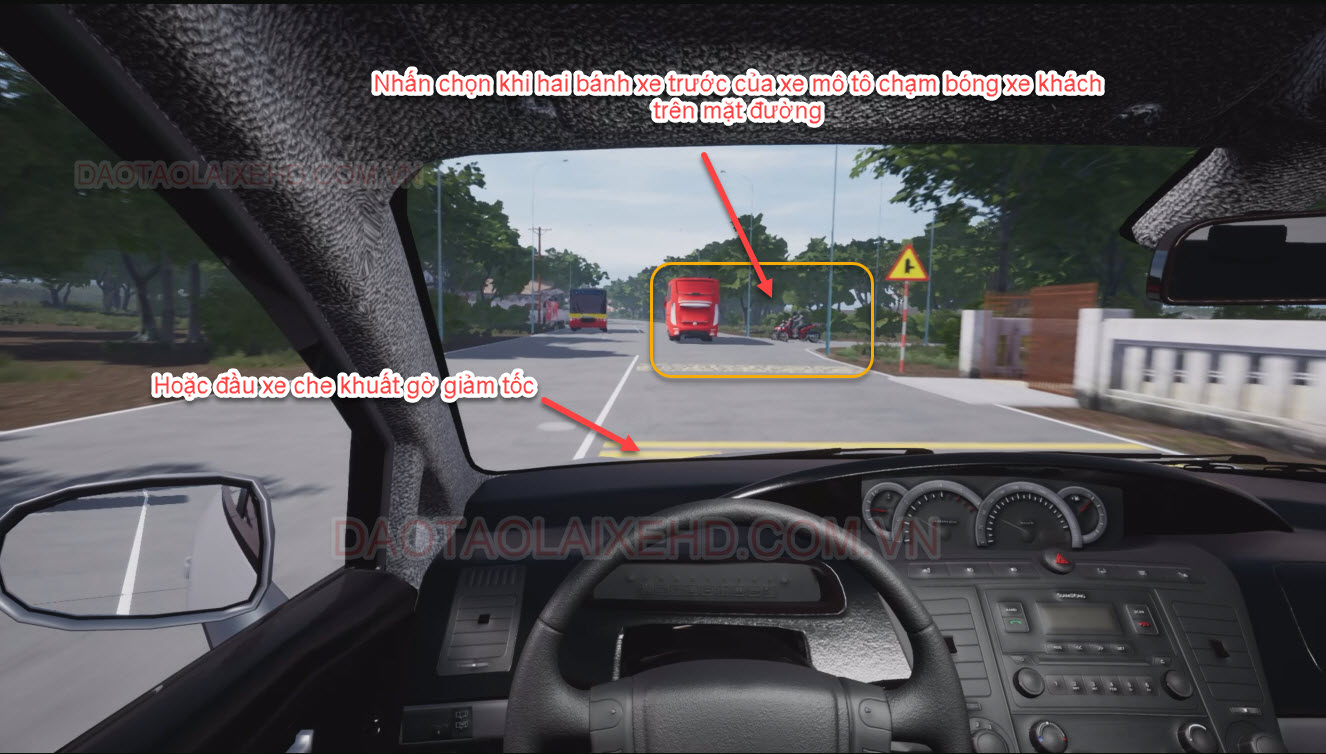 Nhấn chọn khi hai bánh xe trước của xe mô tô chạm bóng xe khách
trên mặt đường
DAOTAOLAIXEHD.COM.VN
Hoặc đầu xe che khuất gờ giảm tốc
DAOTAOLAIXEHD.COM.VN